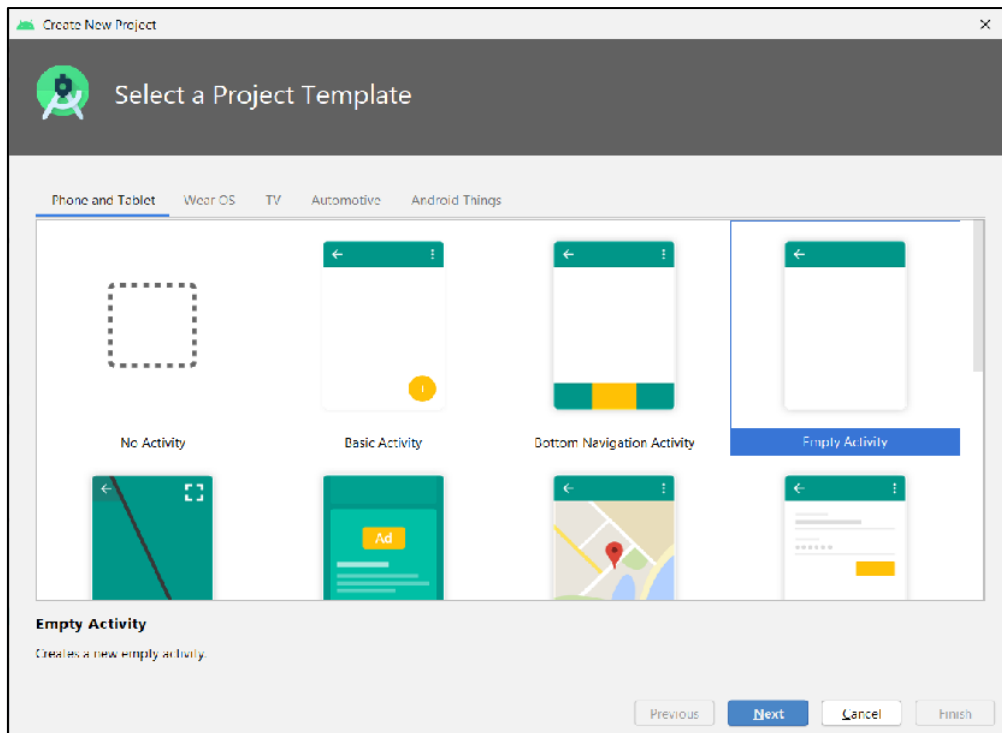 Create New Project
Select a Project Template
Phone and Tablet Wear OS TV Automotive Android Things
No Activity
Basic Activity
Bottom Navigation Activity
Empty Activity
Ad
Empty Activity
Creates a new empty activity.
Previous Next Cancel Finish